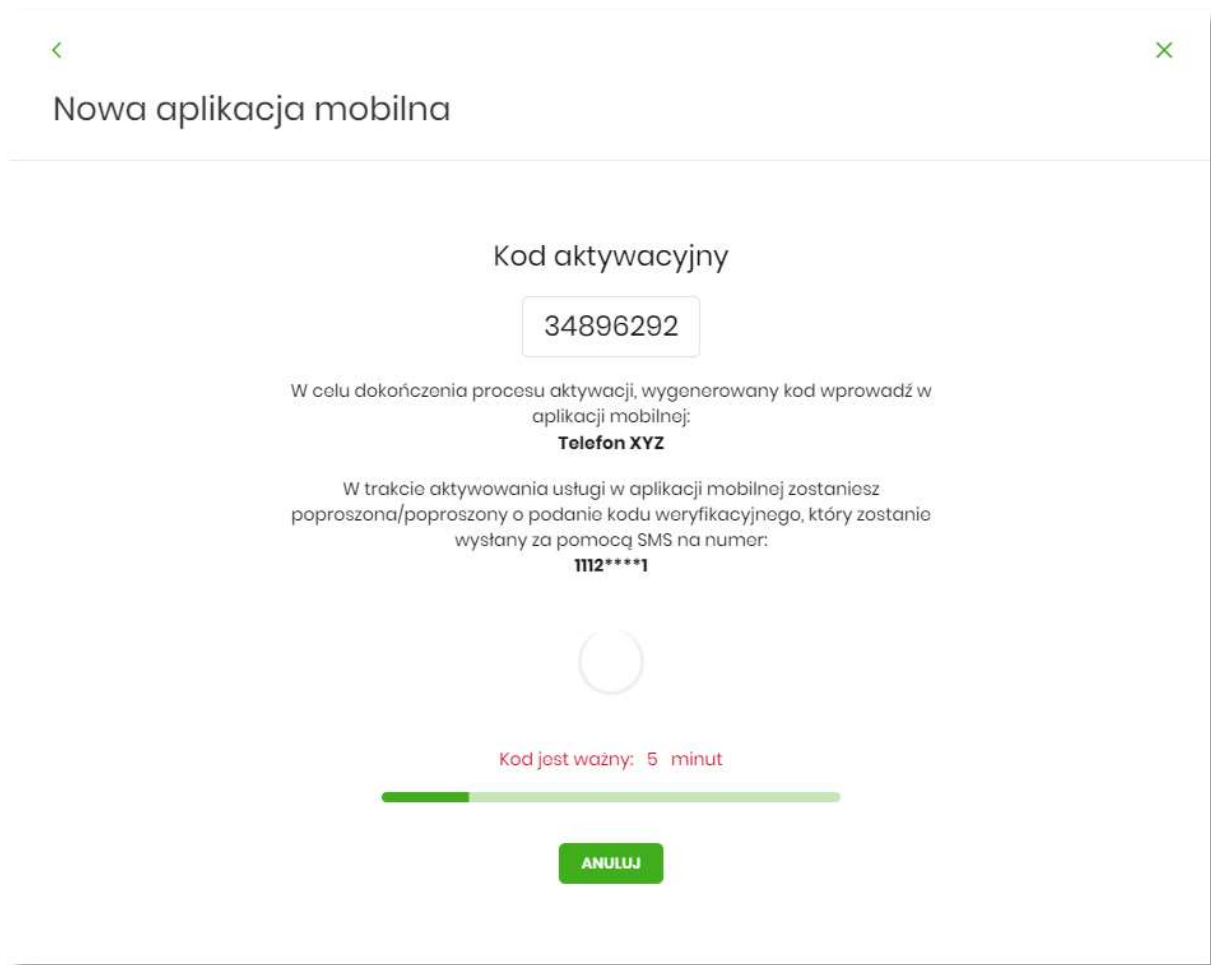 Nowa aplikacja mobilna
Kod aktywacyjny
34896292
W celu dokończenia procesu aktywacji, wygenerowany kod wprowadź w
aplikacji mobilnej:
Telefon XYZ
W trakcie aktywowania usługi w aplikacji mobilnej zostaniesz
poproszona/poproszony o podanie kodu weryfikacyjnego, który zostanie
wysłany za pomocą SMS na numer:
1112****1
Kod jest ważny: 5 minut
ANULUJ